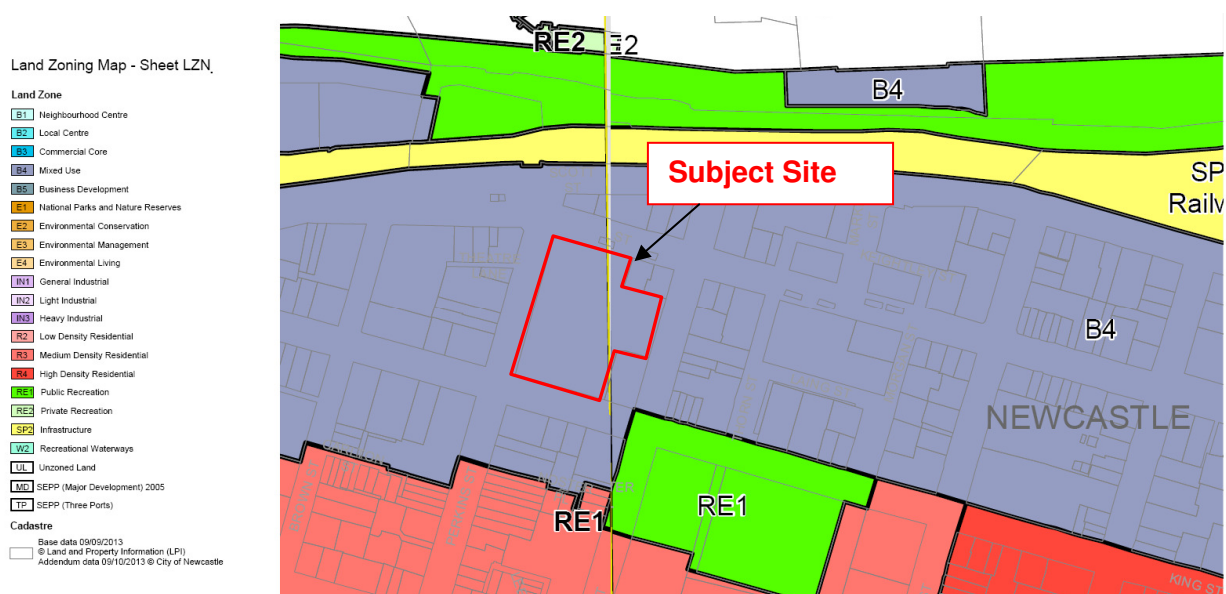 Land Zoning Map - Sheet LZN
Land Zone
B1 Neighbourhood Centre
B2 Local Centre
B3 Commercial Core
B4 Mixed Use
B5 Business Development
E1 National Parks and Nature Reserves
E2 Environmental Conservation
E3 Environmental Management
E4 Environmental Living
IN1 General Industrial
IN2 Light Industrial
IN3 Heavy Industrial
R2 Low Density Residential
R3 Medium Density Residential
R4 High Density Residential
RE1 Public Recreation
RE2 Private Recreation
SP2 Infrastructure
W2 Recreational Waterways
UL Unzoned Land
MD SEPP (Major Development) 2005
TP SEPP (Three Ports)
Cadastre
Base data 09/09/2013
© Land and Property Information (LPI)
Addendum data 09/10/2013 © City of Newcastle
RE2
E2
B4
Subject Site
SP
Railw
B4
NEWCASTLE
RE1
RE1
KING ST